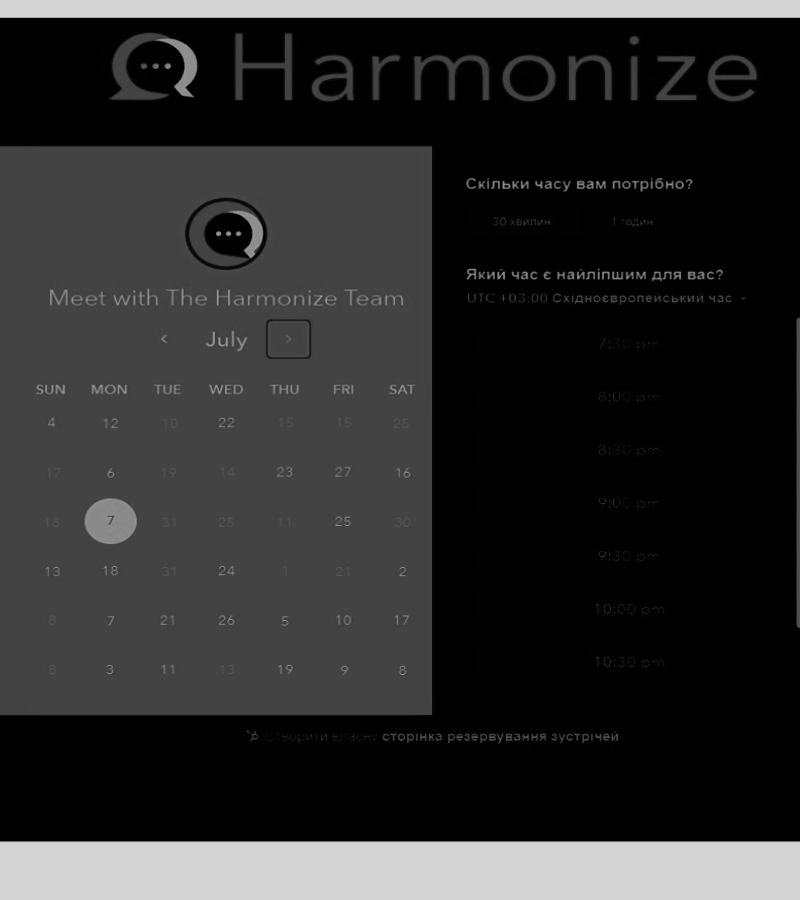 Harmonize
Meet with The Harmonize Team
July
SUN MON TUE WED THU FRI SAT
4 12 10 22 15 15 25
17 6 19 14 23 27 16
18 7 31 25 11 25 30
13 18 31 24 1 21 2
8 7 21 26 5 10 17
8 3 11 13 19 9 8
Скільки часу вам потрібно?
30 хвилин 1 годин
Який час є найліпшим для вас?
UTC +03:00 Східноєвропейський час
7:30 pm
8:00 pm
8:30 pm
9:00 pm
9:30 pm
10:00 pm
10:30 pm
Створити власну сторінка резервування зустрічей